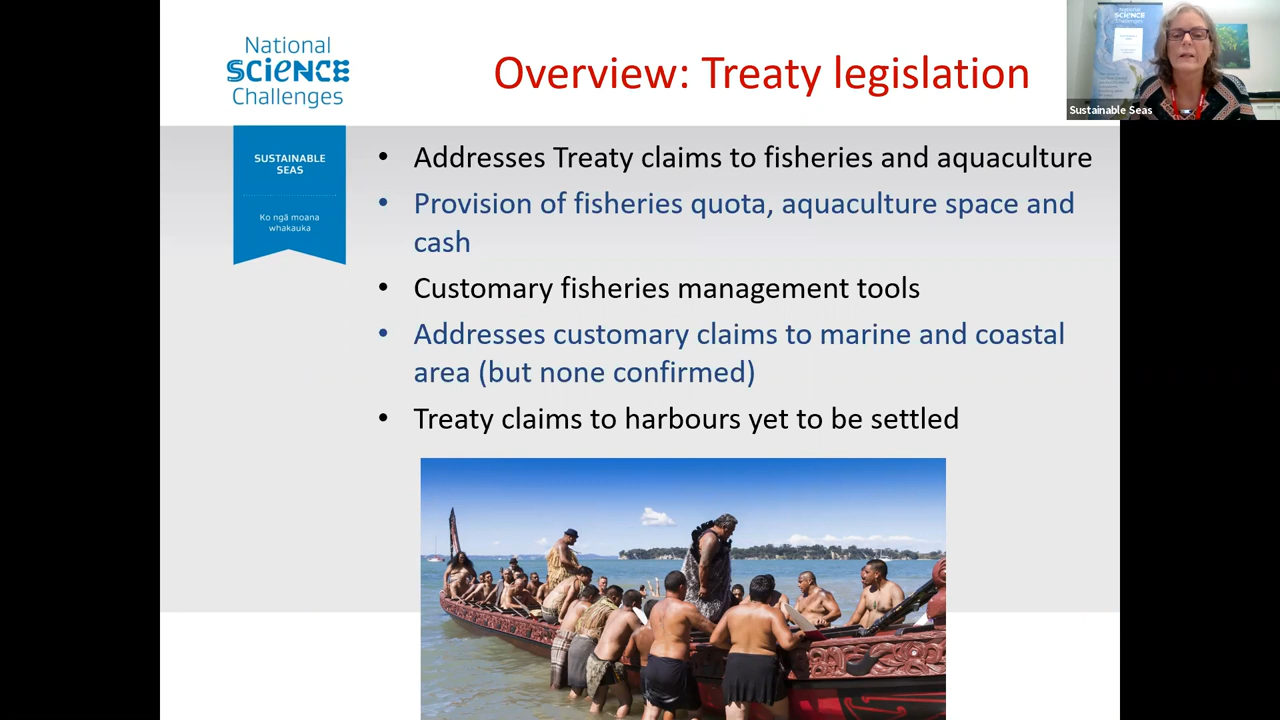 National
SCIENCE
Challenges
SUSTAINABLE
SEAS
Ko ngā moana
whakauka
Overview: Treaty legislation
• Addresses Treaty claims to fisheries and aquaculture
• Provision of fisheries quota, aquaculture space and
cash
• Customary fisheries management tools
• Addresses customary claims to marine and coastal
area (but none confirmed)
• Treaty claims to harbours yet to be settled
SCIENCE
Challenges
Sustainable Seas